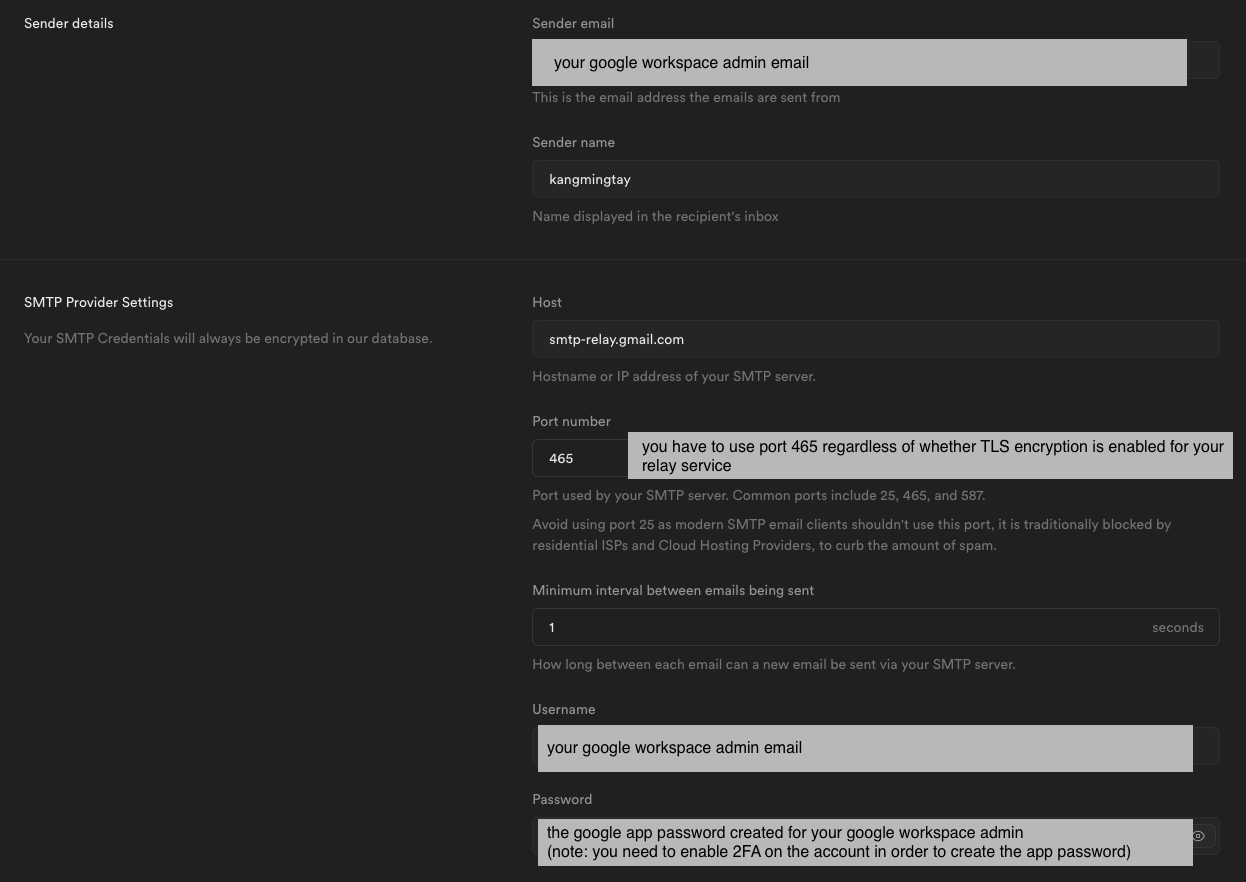 Sender details
Sender email
your google workspace admin email
This is the email address the emails are sent from
Sender name
kangmingtay
Name displayed in the recipient's inbox
SMTP Provider Settings
Your SMTP Credentials will always be encrypted in our database.
Host
smtp-relay.gmail.com
Hostname or IP address of your SMTP server.
Port number
465
you have to use port 465 regardless of whether TLS encryption is enabled for your
relay service
Port used by your SMTP server. Common ports include 25, 465, and 587.
Avoid using port 25 as modern SMTP email clients shouldn't use this port, it is traditionally blocked by
residential ISPs and Cloud Hosting Providers, to curb the amount of spam.
Minimum interval between emails being sent
1
seconds
How long between each email can a new email be sent via your SMTP server.
Username
your google workspace admin email
Password
the google app password created for your google workspace admin
(note: you need to enable 2FA on the account in order to create the app password)